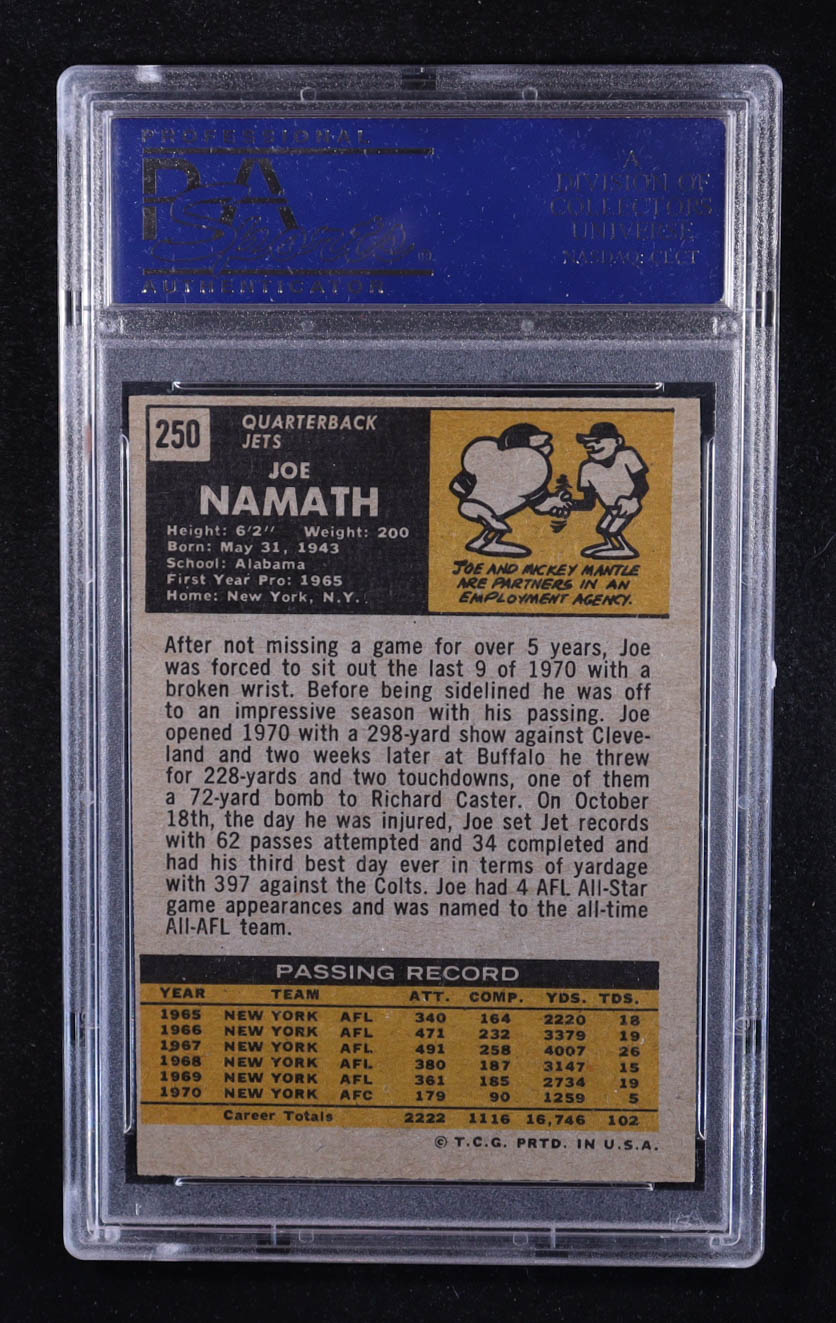 PROFESSIONAL
PSA
Sports
AUTHENTICATOR
A
DIVISION OF
COLLECTORS
UNIVERSE
NASDAQ: CLCT
250
QUARTERBACK
JETS
JOE
NAMATH
Height: 6'2" Weight: 200
Born: May 31, 1943
School: Alabama
First Year Pro: 1965
Home: New York, N.Y.
JOE AND MICKEY MANTLE
ARE PARTNERS IN AN
EMPLOYMENT AGENCY.
After not missing a game for over 5 years, Joe
was forced to sit out the last 9 of 1970 with a
broken wrist. Before being sidelined he was off
to an impressive season with his passing. Joe
opened 1970 with a 298-yard show against Cleve-
land and two weeks later at Buffalo he threw
for 228-yards and two touchdowns, one of them
a 72-yard bomb to Richard Caster. On October
18th, the day he was injured, Joe set Jet records
with 62 passes attempted and 34 completed and
had his third best day ever in terms of yardage
with 397 against the Colts. Joe had 4 AFL All-Star
game appearances and was named to the all-time
All-AFL team.
PASSING RECORD
YEAR TEAM ATT. COMP. YDS. TDS.
1965 NEW YORK AFL 340 164 2220 18
1966 NEW YORK AFL 471 232 3379 19
1967 NEW YORK AFL 491 258 4007 26
1968 NEW YORK AFL 380 187 3147 15
1969 NEW YORK AFL 361 185 2734 19
1970 NEW YORK AFC 179 90 1259 5
Career Totals 2222 1116 16,746 102
© T.C.G. PRTD. IN U.S.A.